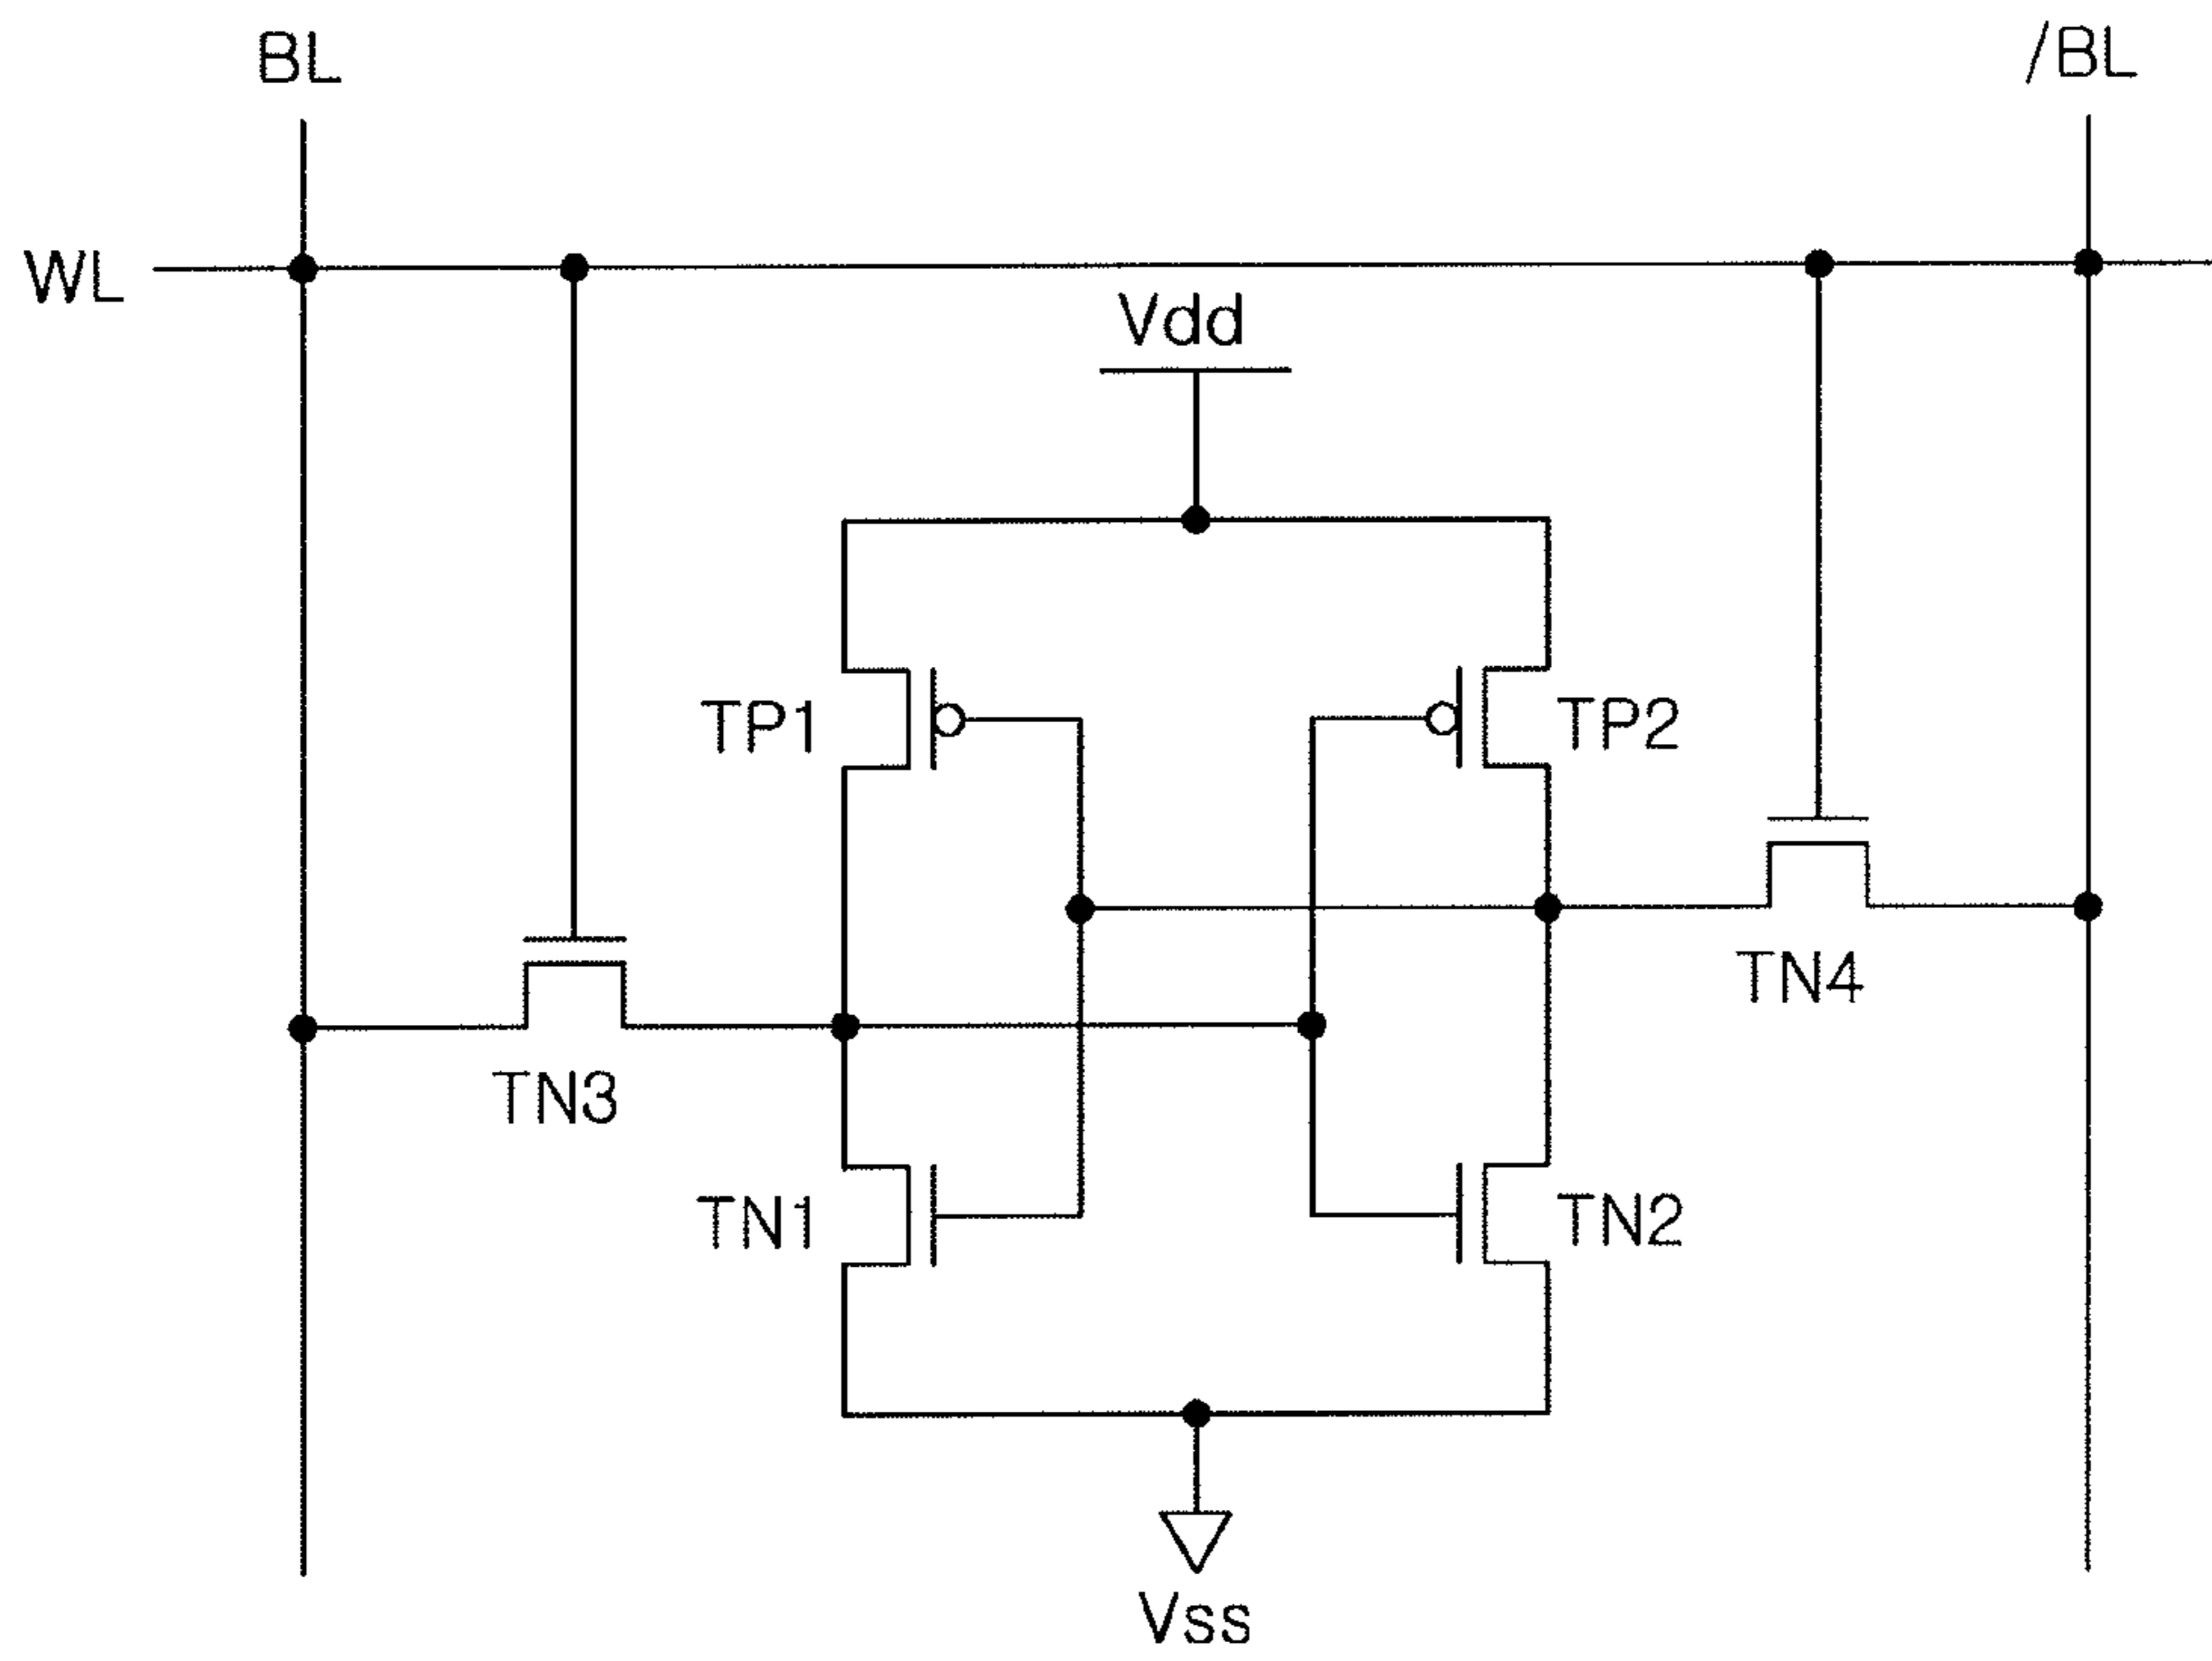 BL
/BL
WL
Vdd
TP1
TP2
TN4
TN3
TN1
TN2
Vss